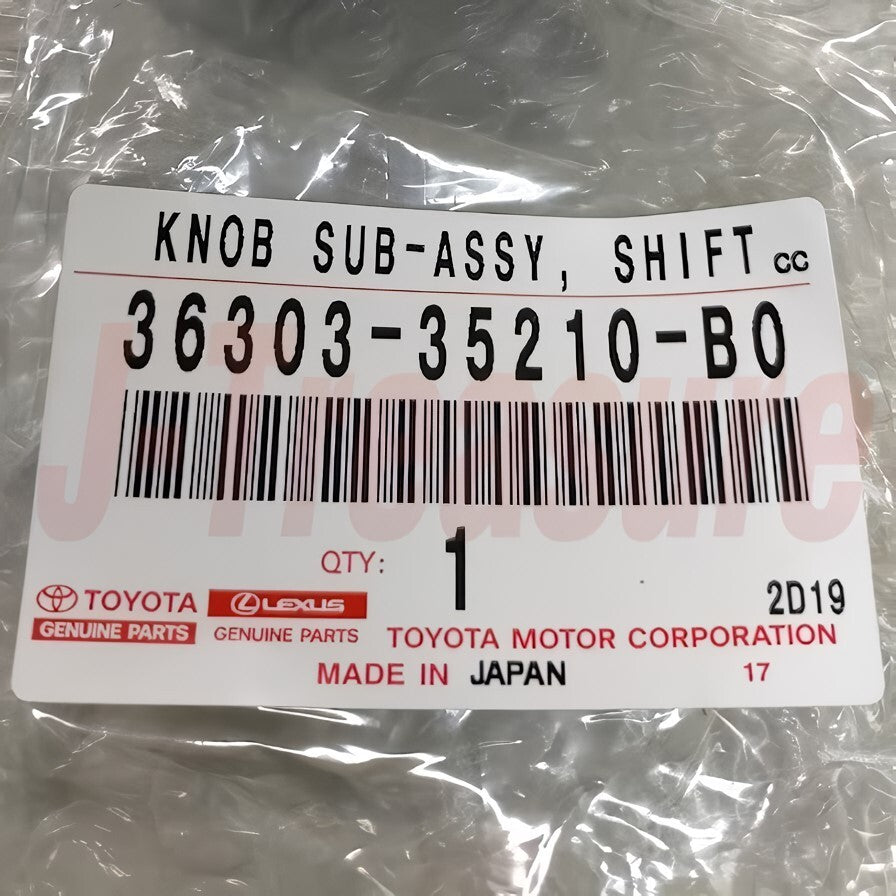 KNOB SUB-ASSY, SHIFT CC
36303-35210-B0
J-Treasure
QTY: 1
TOYOTA LEXUS 2D19
GENUINE PARTS GENUINE PARTS TOYOTA MOTOR CORPORATION
MADE IN JAPAN 17